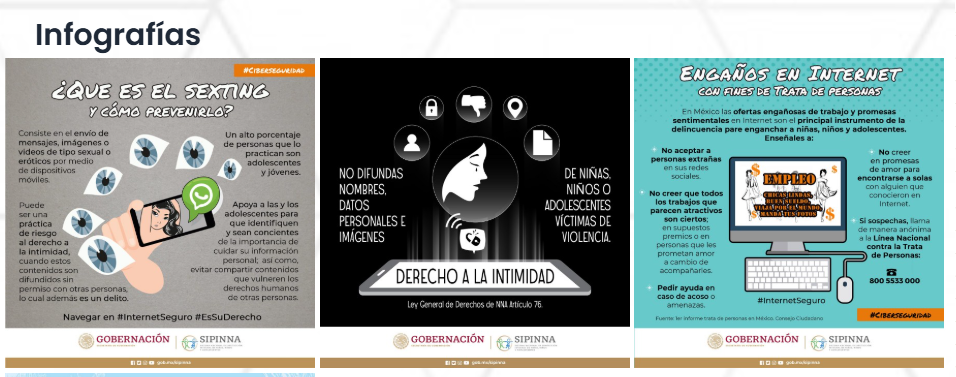 Infografías
#CIBERSEGURIDAD
¿QUE ES EL SEXTING
Y CÓMO PREVENIRLO?
Consiste en el envío de
mensajes, imágenes o
videos de tipo sexual o
eróticos por medio
de dispositivos
móviles.
Un alto porcentaje
de personas que lo
practican son
adolescentes
y jóvenes.
Puede
ser una
práctica
de riesgo
al derecho a
la intimidad,
cuando estos
contenidos son
difundidos sin
permiso con otras personas,
lo cual además es un delito.
Apoya a las y los
adolescentes para
que identifiquen
y sean concientes
de la importancia de
cuidar su información
personal; así como,
evitar compartir contenidos
que vulneren los
derechos humanos
de otras personas.
Navegar en #InternetSeguro #EsSuDerecho
GOBERNACIÓN
SIPINNA
gob.mx/sipinna
NO DIFUNDAS
NOMBRES,
DATOS
PERSONALES E
IMÁGENES
DE NIÑAS,
NIÑOS O
ADOLESCENTES
VÍCTIMAS DE
VIOLENCIA.
DERECHO A LA INTIMIDAD
Ley General de Derechos de NNA Artículo 76.
GOBERNACIÓN
SIPINNA
gob.mx/sipinna
ENGAÑOS EN INTERNET
CON FINES DE TRATA DE PERSONAS
En México las ofertas engañosas de trabajo y promesas
sentimentales en Internet son el principal instrumento de la
delincuencia pare enganchar a niñas, niños y adolescentes.
Enseñales a:
No aceptar a
personas extrañas
en sus redes
sociales.
No creer que todos
los trabajos que
parecen atractivos
son ciertos;
en supuestos
premios o en
personas que les
prometan amor
a cambio de
acompañarles.
Pedir ayuda en
caso de acoso o
amenazas.
EMPLEO
CHICAS LINDAS
BUEN SUELDO
VIAJA POR EL MUNDO
MANDA TUS FOTOS
No creer
en promesas
de amor para
encontrarse a solas
con alguien que
conocieron en
Internet.
Si sospechas, llama
de manera anónima
a la Línea Nacional
contra la Trata
de Personas:
800 5533 000
#InternetSeguro
Fuente: 1er informe trata de personas en México. Consejo Ciudadano.
#CIBERSEGURIDAD
GOBERNACIÓN
SIPINNA
gob.mx/sipinna